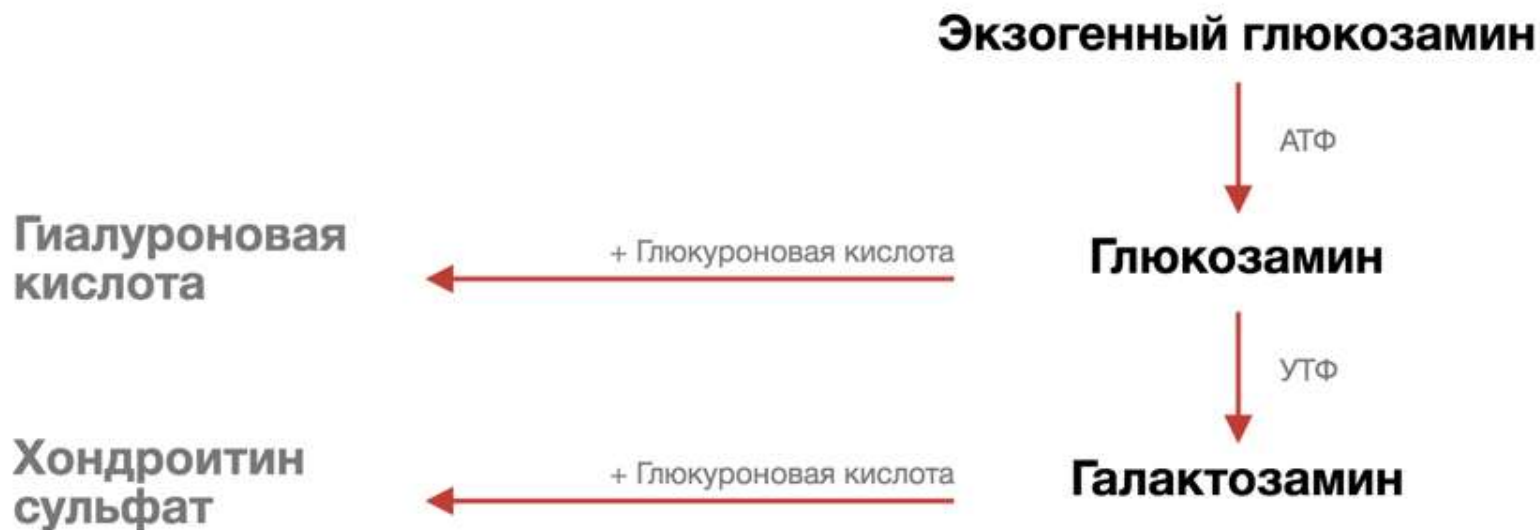 Экзогенный глюкозамин
АТФ
Гиалуроновая
кислота
+ Глюкуроновая кислота
Глюкозамин
УТФ
Хондроитин
сульфат
+ Глюкуроновая кислота
Галактозамин